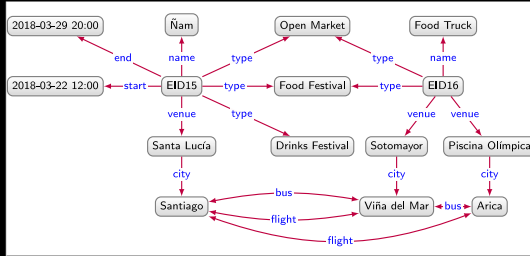 2018-03-29 20:00
Ñam
Open Market
Food Truck
end
name
type
type
name
2018-03-22 12:00
start
EID15
type
Food Festival
type
EID16
venue
type
venue
venue
Santa Lucía
Drinks Festival
Sotomayor
Piscina Olímpica
city
city
city
bus
Santiago
Viña del Mar
bus
Arica
flight
flight